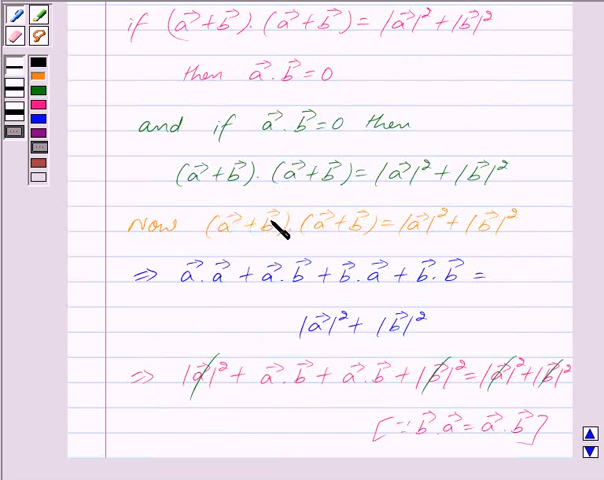 if (a⃗+b⃗).(a⃗+b⃗)=|a⃗|²+|b⃗|²
then a⃗.b⃗=0
and if a⃗.b⃗=0 then
(a⃗+b⃗).(a⃗+b⃗)=|a⃗|²+|b⃗|²
Now (a⃗+b⃗).(a⃗+b⃗)=|a⃗|²+|b⃗|²
⇒ a⃗.a⃗+a⃗.b⃗+b⃗.a⃗+b⃗.b⃗=
|a⃗|²+|b⃗|²
⇒ |a⃗|²+a⃗.b⃗+a⃗.b⃗+|b⃗|²=|a⃗|²+|b⃗|²
[∵ b⃗.a⃗=a⃗.b⃗]